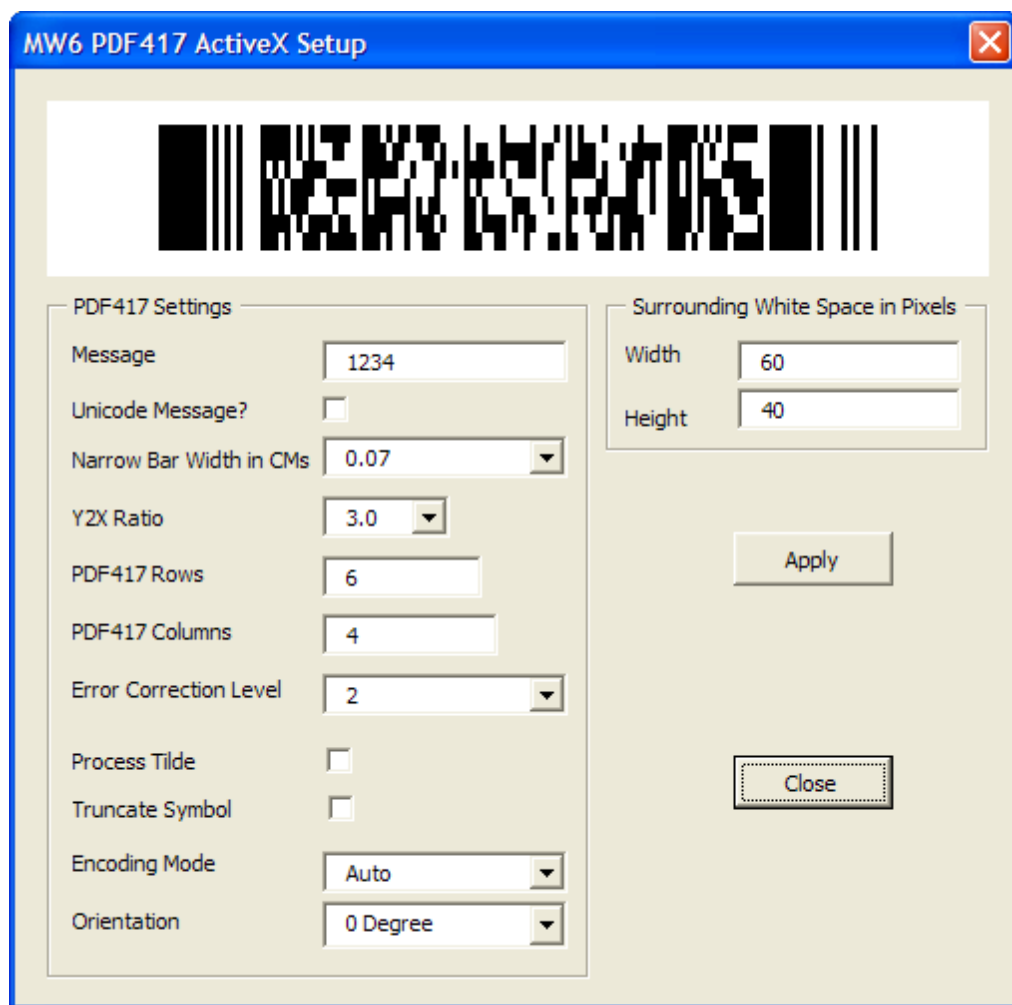 MW6 PDF417 ActiveX Setup
PDF417 Settings
Message 1234
Unicode Message?
Narrow Bar Width in CMs 0.07
Y2X Ratio 3.0
PDF417 Rows 6
PDF417 Columns 4
Error Correction Level 2
Process Tilde
Truncate Symbol
Encoding Mode Auto
Orientation 0 Degree
Surrounding White Space in Pixels
Width 60
Height 40
Apply
Close